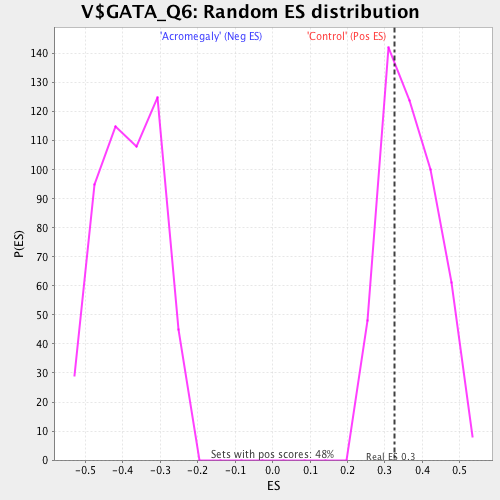 V$GATA_Q6: Random ES distribution
'Acromegaly' (Neg ES) 'Control' (Pos ES)
140
130
120
110
100
90
80
70
60
50
40
30
20
10
0
P(ES)
Sets with pos scores: 48%
Real ES 0.3
-0.5 -0.4 -0.3 -0.2 -0.1 0.0 0.1 0.2 0.3 0.4 0.5
ES